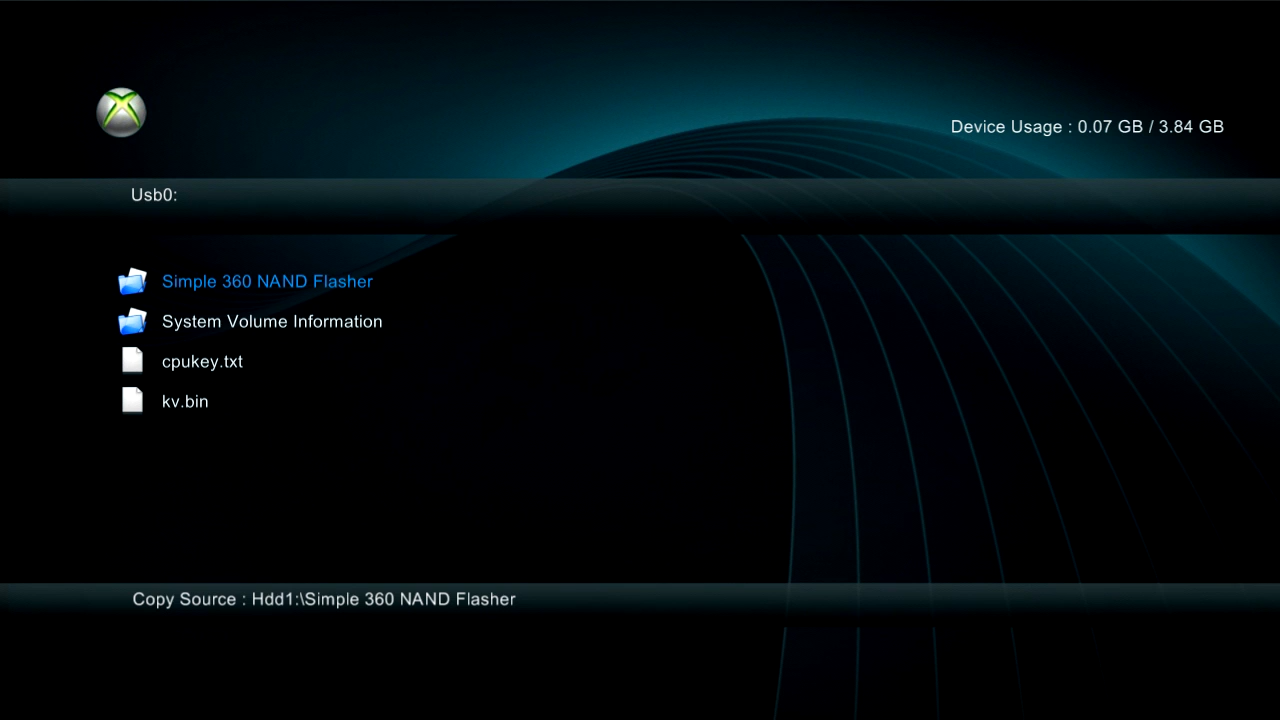 Device Usage : 0.07 GB / 3.84 GB
Usb0:
Simple 360 NAND Flasher
System Volume Information
cpukey.txt
kv.bin
Copy Source : Hdd1:\Simple 360 NAND Flasher